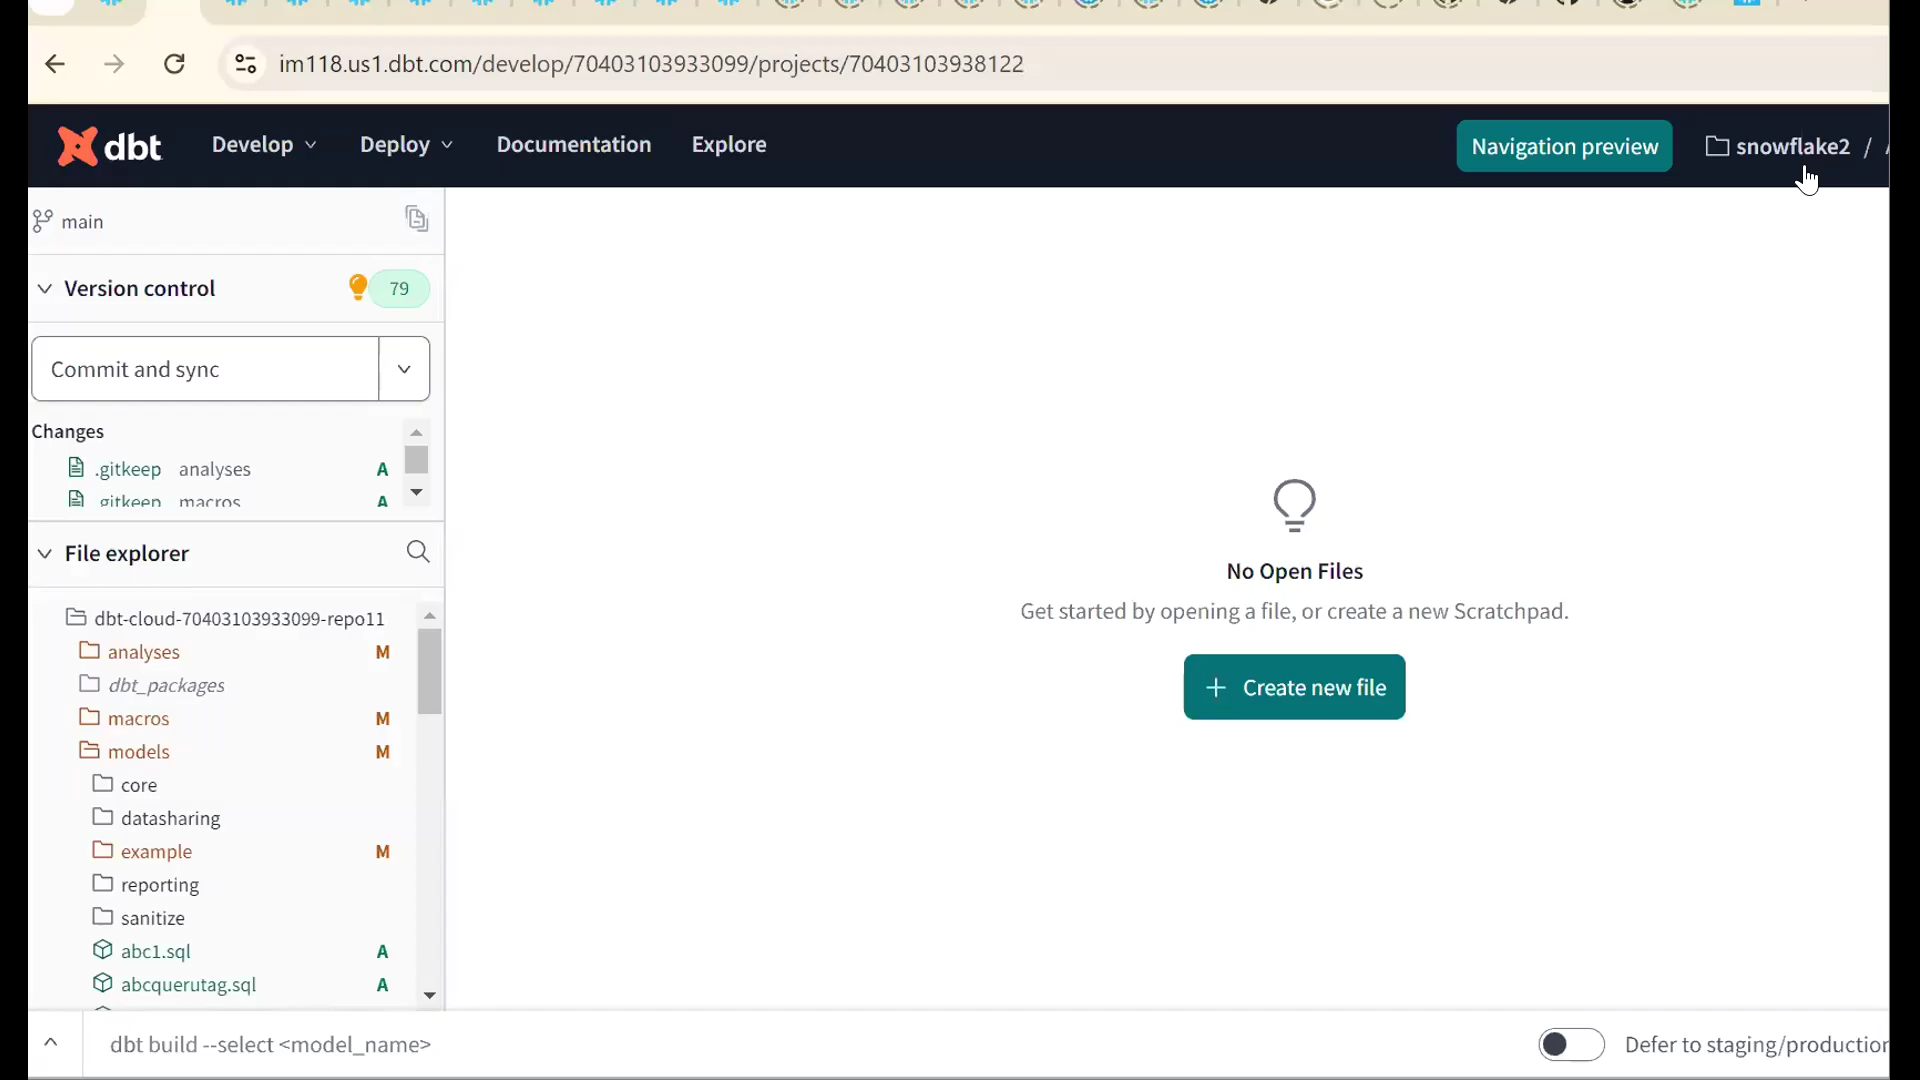 im118.us1.dbt.com/develop/70403103933099/projects/70403103938122
dbt
Develop
Deploy
Documentation
Explore
Navigation preview
snowflake2 /
main
Version control
79
Commit and sync
Changes
.gitkeep analyses A
.gitkeep macros A
File explorer
dbt-cloud-70403103933099-repo11
analyses M
dbt_packages
macros M
models M
core
datasharing
example M
reporting
sanitize
abc1.sql A
abcquerutag.sql A
No Open Files
Get started by opening a file, or create a new Scratchpad.
+ Create new file
dbt build --select <model_name>
Defer to staging/production